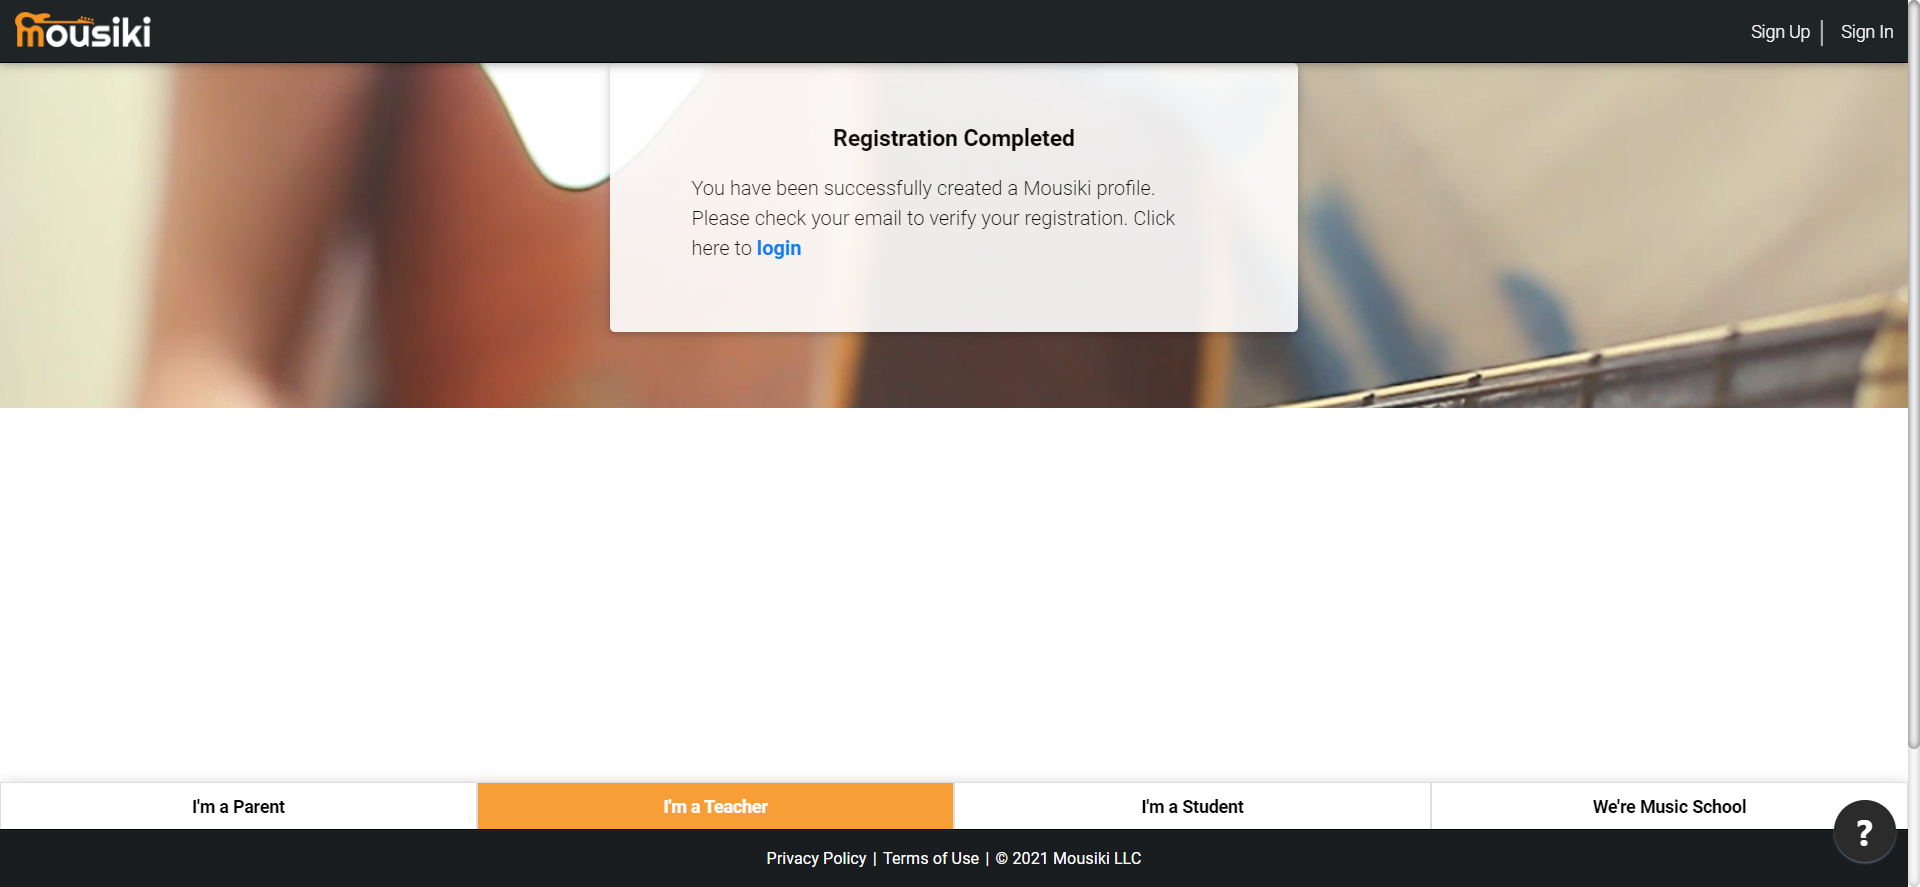 mousiki
Sign Up | Sign In
Registration Completed
You have been successfully created a Mousiki profile.
Please check your email to verify your registration. Click
here to login
I'm a Parent
I'm a Teacher
I'm a Student
We're Music School
?
Privacy Policy | Terms of Use | © 2021 Mousiki LLC